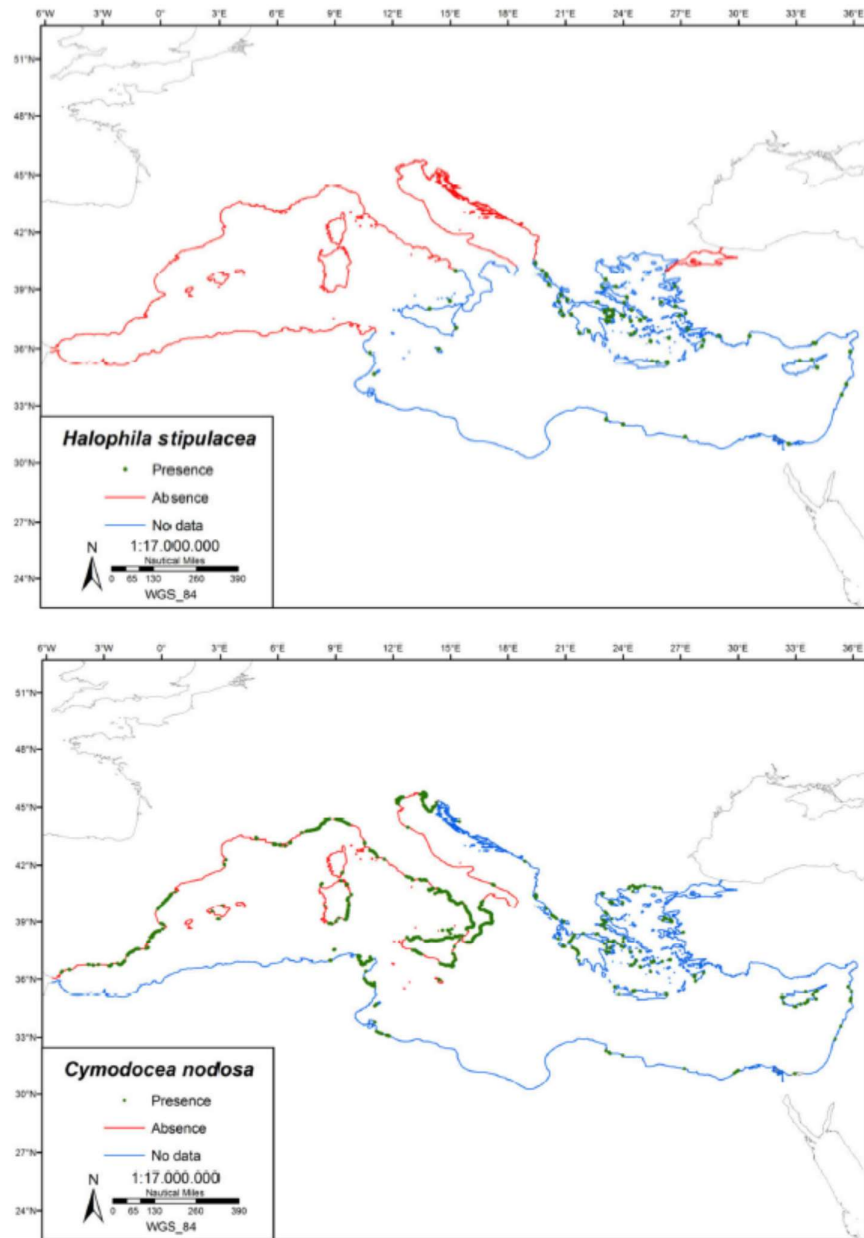 6°W 3°W 0° 3°E 6°E 9°E 12°E 15°E 18°E 21°E 24°E 27°E 30°E 33°E 36°E
51°N
48°N
45°N
42°N
39°N
36°N
33°N
30°N
27°N
24°N
Halophila stipulacea
Presence
Absence
No data
N
1:17.000.000
Nautical Miles
0 65 130 260 390
WGS_84
6°W 3°W 0° 3°E 6°E 9°E 12°E 15°E 18°E 21°E 24°E 27°E 30°E 33°E 36°E
51°N
48°N
45°N
42°N
39°N
36°N
33°N
30°N
27°N
24°N
Cymodocea nodosa
Presence
Absence
No data
N
1:17.000.000
Nautical Miles
0 65 130 260 390
WGS_84